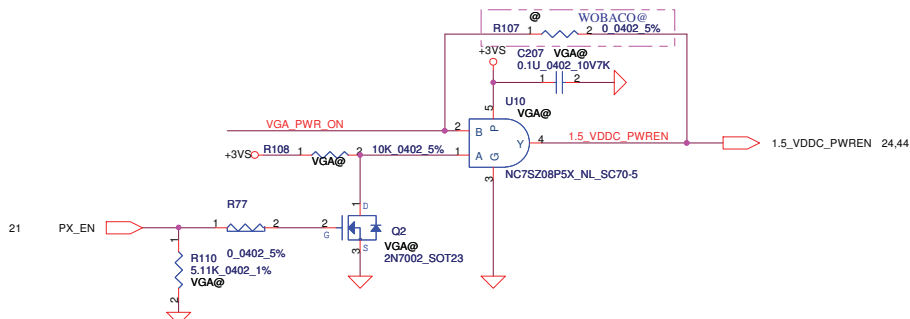 @ WOBACO@
R107 1 2 0_0402_5%
+3VS C207 VGA@
0.1U_0402_10V7K
1 2
U10
VGA@
5
VGA_PWR_ON 2 B P
Y 4 1.5_VDDC_PWREN 1.5_VDDC_PWREN 24,44
+3VS R108 1 2 10K_0402_5% 1 A G
VGA@
3 NC7SZ08P5X_NL_SC70-5
R77 1 D
21 PX_EN 1 2 2 G Q2
1 0_0402_5% 3 S VGA@
R110 2N7002_SOT23
5.11K_0402_1%
VGA@
2